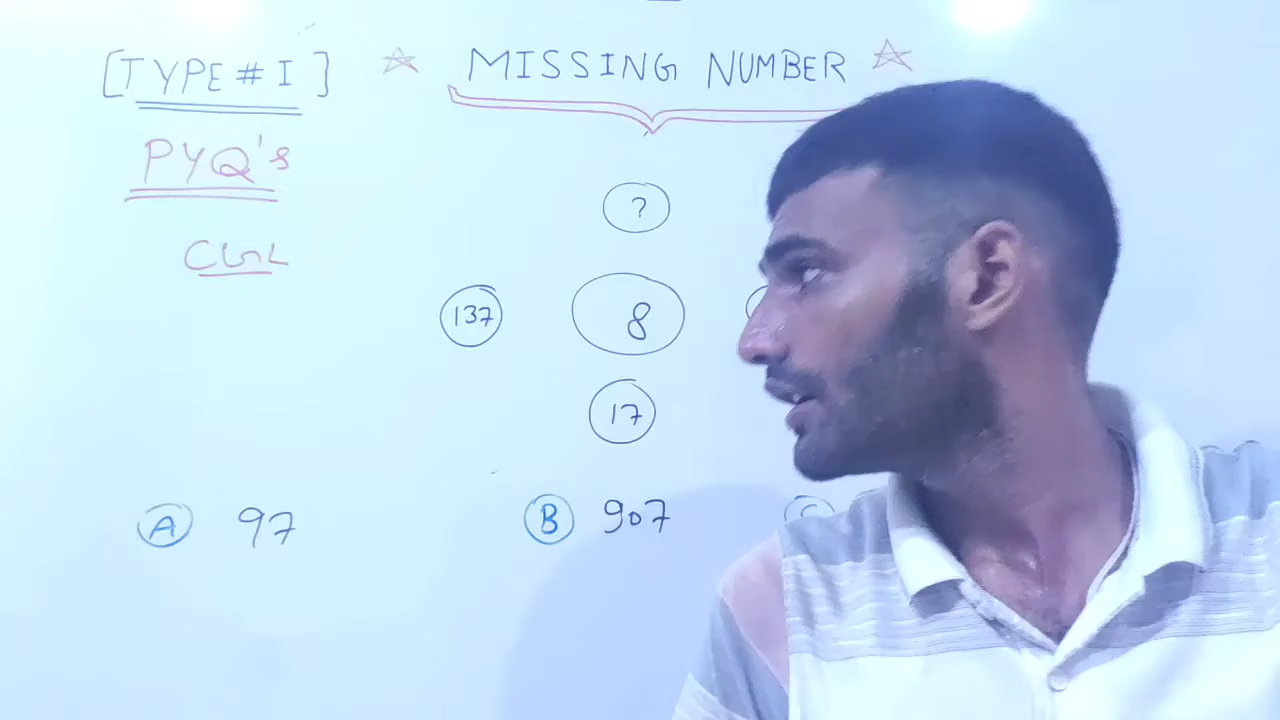 [TYPE # I] ☆ MISSING NUMBER ☆
PYQ's
CGL
?
137 8
17
A 97 B 907 C